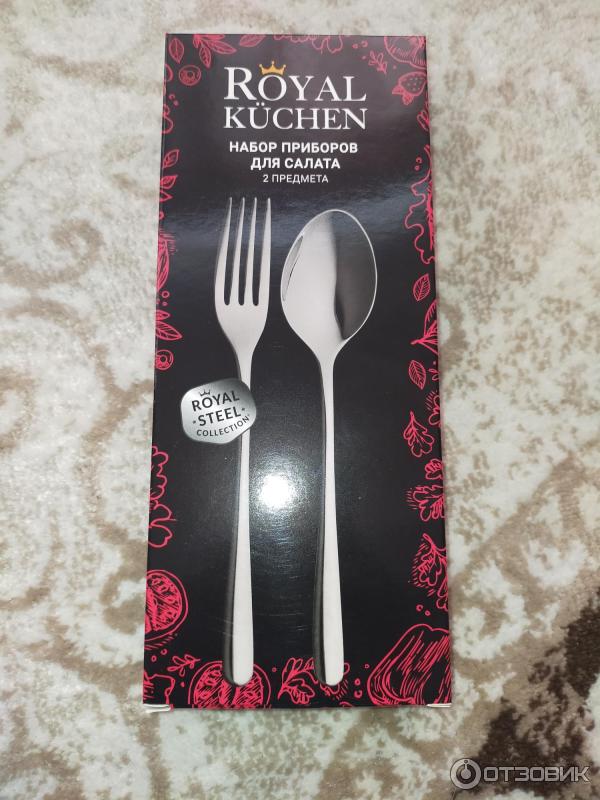 ROYAL
KÜCHEN
НАБОР ПРИБОРОВ
ДЛЯ САЛАТА
2 ПРЕДМЕТА
ROYAL
STEEL
COLLECTION
ОТЗОВИК